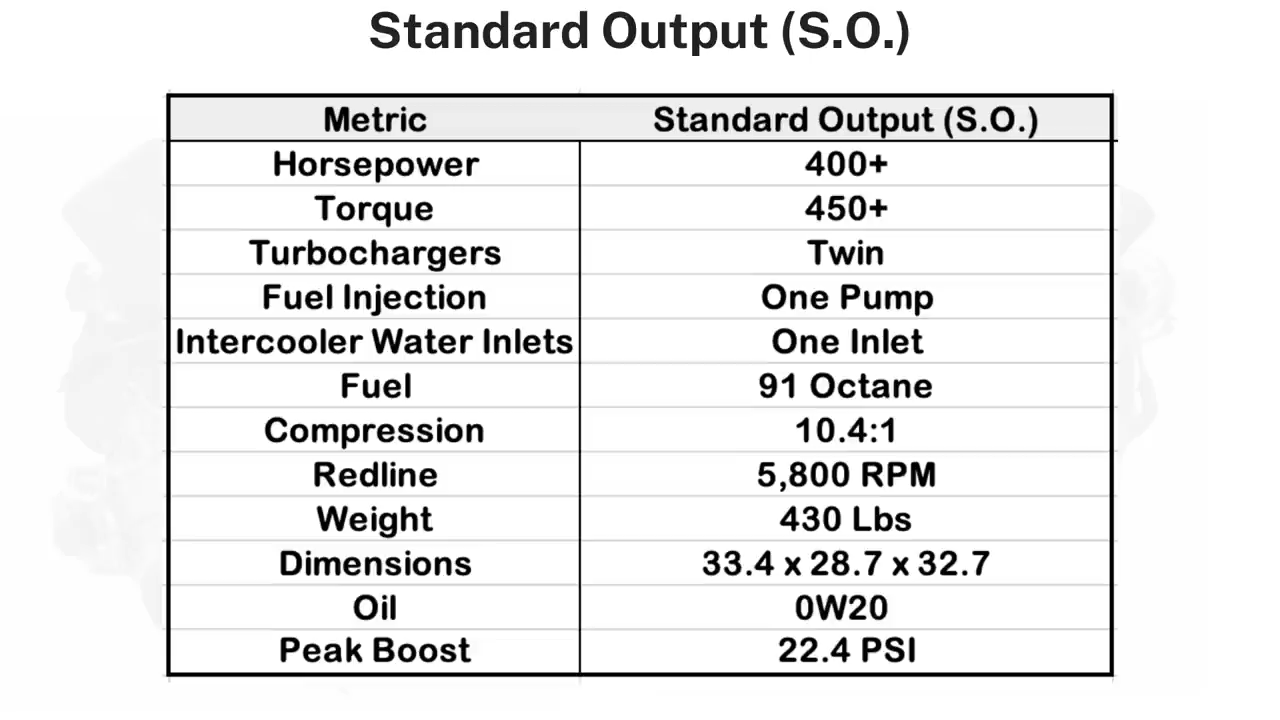 Standard Output (S.O.)
Metric Standard Output (S.O.)
Horsepower 400+
Torque 450+
Turbochargers Twin
Fuel Injection One Pump
Intercooler Water Inlets One Inlet
Fuel 91 Octane
Compression 10.4:1
Redline 5,800 RPM
Weight 430 Lbs
Dimensions 33.4 x 28.7 x 32.7
Oil 0W20
Peak Boost 22.4 PSI